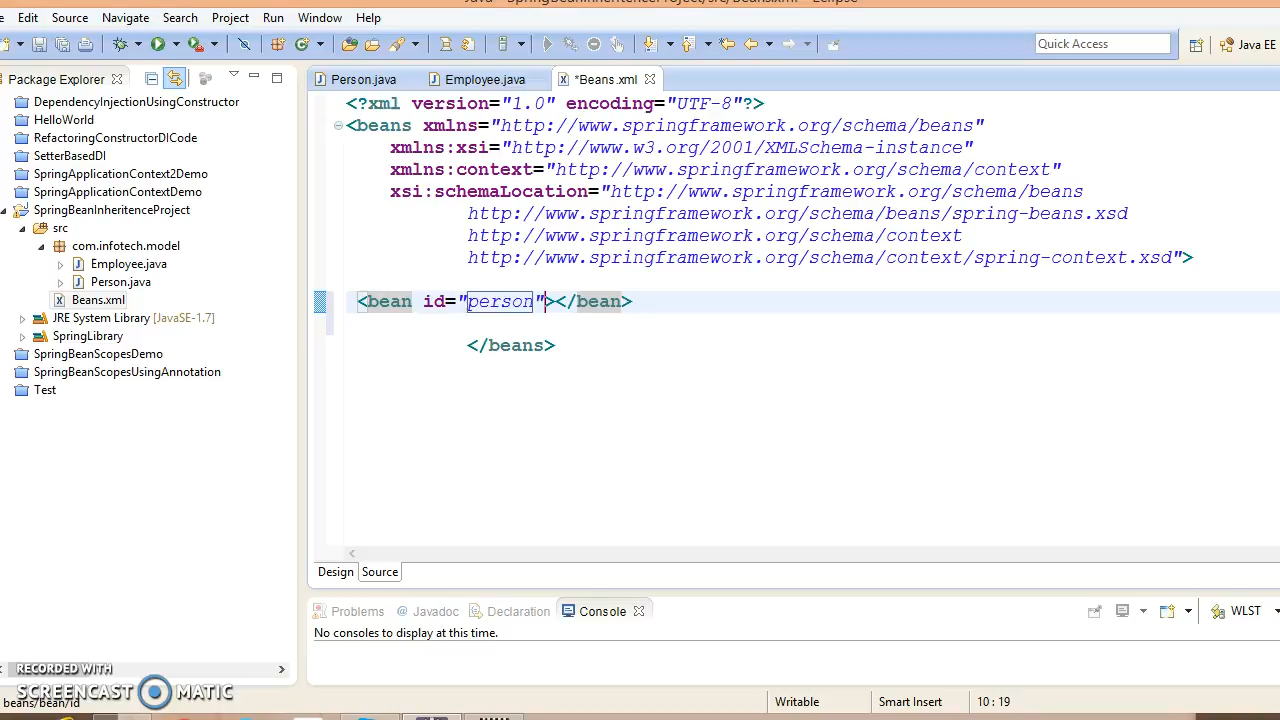 Java - SpringBeanInheritenceProject/src/Beans.xml - Eclipse
Edit Source Navigate Search Project Run Window Help
Quick Access
Java EE
Package Explorer
Person.java Employee.java *Beans.xml
DependencyInjectionUsingConstructor
HelloWorld
RefactoringConstructorDICode
SetterBasedDI
SpringApplicationContext2Demo
SpringApplicationContextDemo
SpringBeanInheritenceProject
src
com.infotech.model
Employee.java
Person.java
Beans.xml
JRE System Library [JavaSE-1.7]
SpringLibrary
SpringBeanScopesDemo
SpringBeanScopesUsingAnnotation
Test
<?xml version="1.0" encoding="UTF-8"?>
<beans xmlns="http://www.springframework.org/schema/beans"
xmlns:xsi="http://www.w3.org/2001/XMLSchema-instance"
xmlns:context="http://www.springframework.org/schema/context"
xsi:schemaLocation="http://www.springframework.org/schema/beans
http://www.springframework.org/schema/beans/spring-beans.xsd
http://www.springframework.org/schema/context
http://www.springframework.org/schema/context/spring-context.xsd">
<bean id="person"></bean>
</beans>
Design Source
Problems Javadoc Declaration Console
WLST
No consoles to display at this time.
RECORDED WITH
SCREENCAST MATIC
beans/bean/id
Writable
Smart Insert
10 : 19